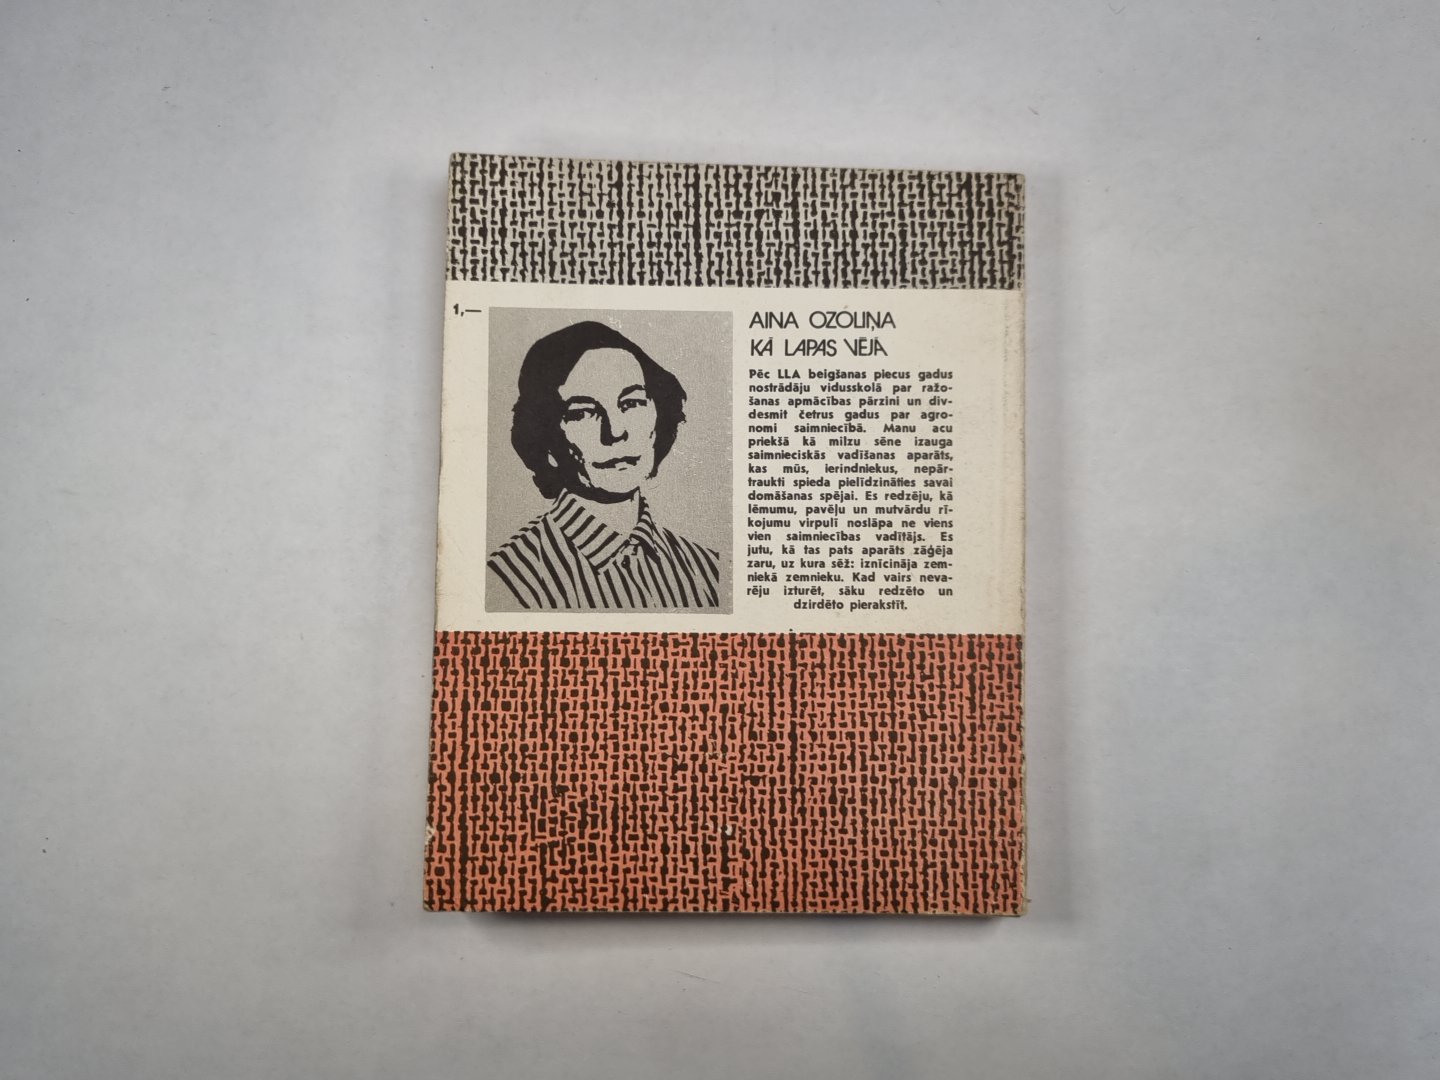 1,—
AINA OZOLIŅA
KĀ LAPAS VĒJĀ
Pēc LLA beigšanas piecus gadus
nostrādāju vidusskolā par ražo-
šanas apmācības pārzini un div-
desmit četrus gadus par agro-
nomi saimniecībā. Manu acu
priekšā kā milzu sēne izauga
saimnieciskās vadīšanas aparāts,
kas mūs, ierindniekus, nepār-
traukti spieda pielīdzināties savai
domāšanas spējai. Es redzēju, kā
lēmumu, pavēļu un mutvārdu rī-
kojumu virpulī noslāpa ne viens
vien saimniecības vadītājs. Es
jutu, kā tas pats aparāts zāģēja
zaru, uz kura sēž: iznīcināja zem-
niekā zemnieku. Kad vairs neva-
rēju izturēt, sāku redzēto un
dzirdēto pierakstīt.